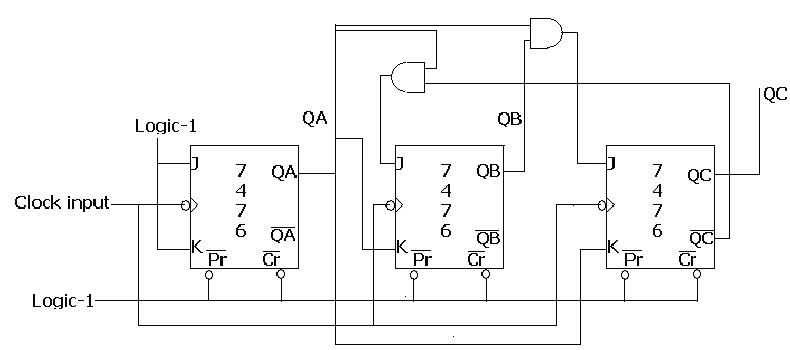 QC
QA
QB
Logic-1
J
7
4
7
6
QA
QA
K
Pr
Cr
J
7
4
7
6
QB
QB
K
Pr
Cr
J
7
4
7
6
QC
QC
K
Pr
Cr
Clock input
Logic-1